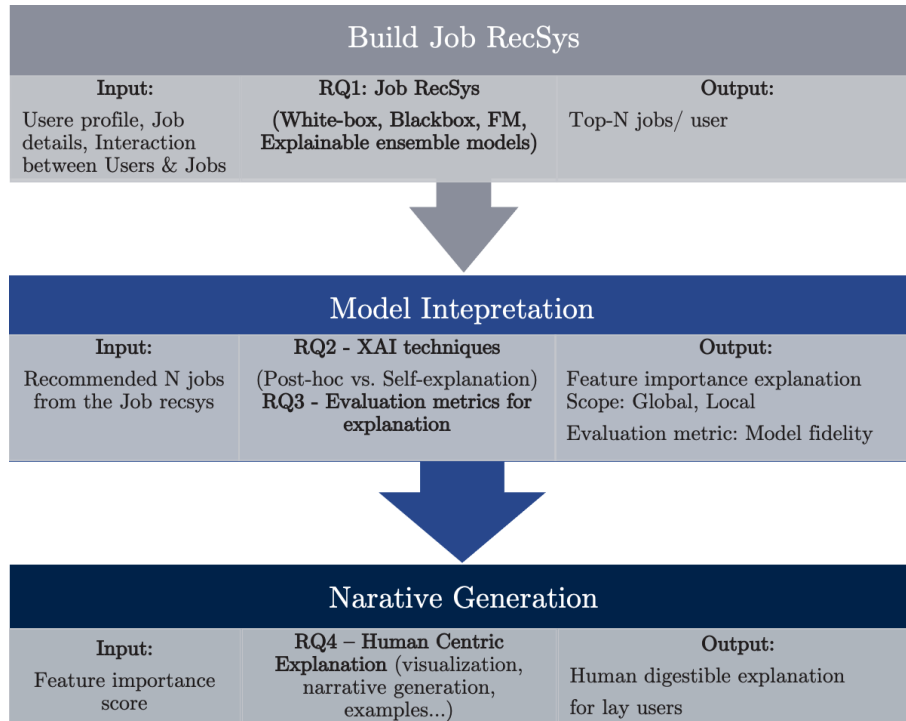 Build Job RecSys
Input:
Usere profile, Job
details, Interaction
between Users & Jobs
RQ1: Job RecSys
(White-box, Blackbox, FM,
Explainable ensemble models)
Output:
Top-N jobs/ user
Model Intepretation
Input:
Recommended N jobs
from the Job recsys
RQ2 - XAI techniques
(Post-hoc vs. Self-explanation)
RQ3 - Evaluation metrics for
explanation
Output:
Feature importance explanation
Scope: Global, Local
Evaluation metric: Model fidelity
Narative Generation
Input:
Feature importance
score
RQ4 – Human Centric
Explanation (visualization,
narrative generation,
examples...)
Output:
Human digestible explanation
for lay users